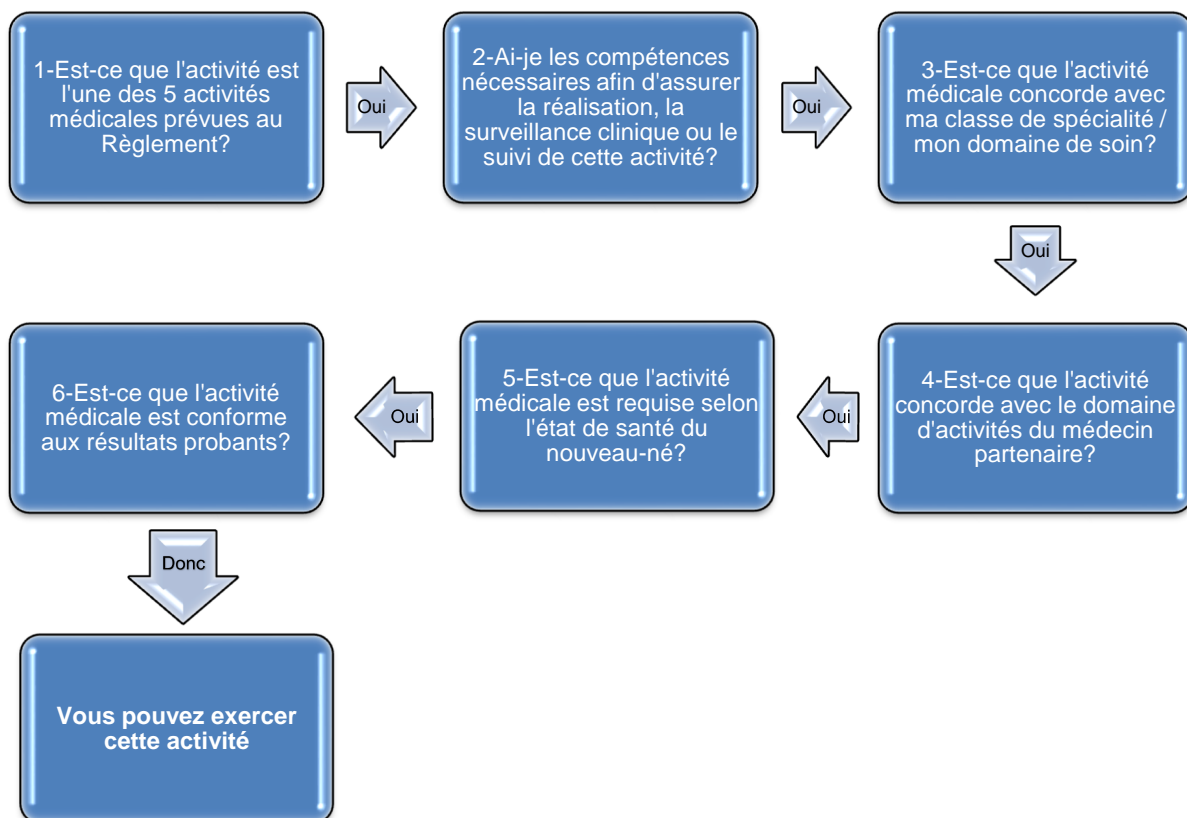 1-Est-ce que l'activité est
l'une des 5 activités
médicales prévues au
Règlement?
Oui
2-Ai-je les compétences
nécessaires afin d'assurer
la réalisation, la
surveillance clinique ou le
suivi de cette activité?
Oui
3-Est-ce que l'activité
médicale concorde avec
ma classe de spécialité /
mon domaine de soin?
Oui
4-Est-ce que l'activité
concorde avec le domaine
d'activités du médecin
partenaire?
Oui
5-Est-ce que l'activité
médicale est requise selon
l'état de santé du
nouveau-né?
Oui
6-Est-ce que l'activité
médicale est conforme
aux résultats probants?
Donc
Vous pouvez exercer
cette activité